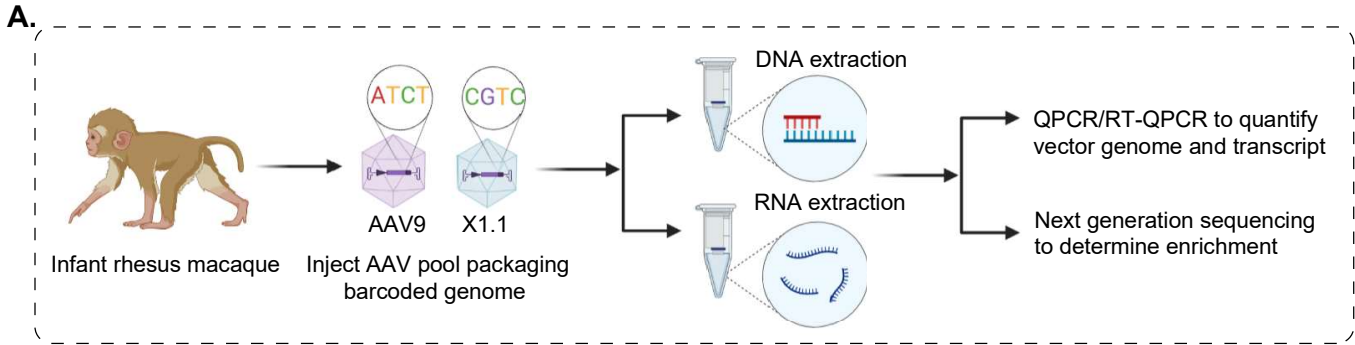 A.
ATCT
CGTC
AAV9
X1.1
Infant rhesus macaque
Inject AAV pool packaging
barcoded genome
DNA extraction
RNA extraction
QPCR/RT-QPCR to quantify
vector genome and transcript
Next generation sequencing
to determine enrichment